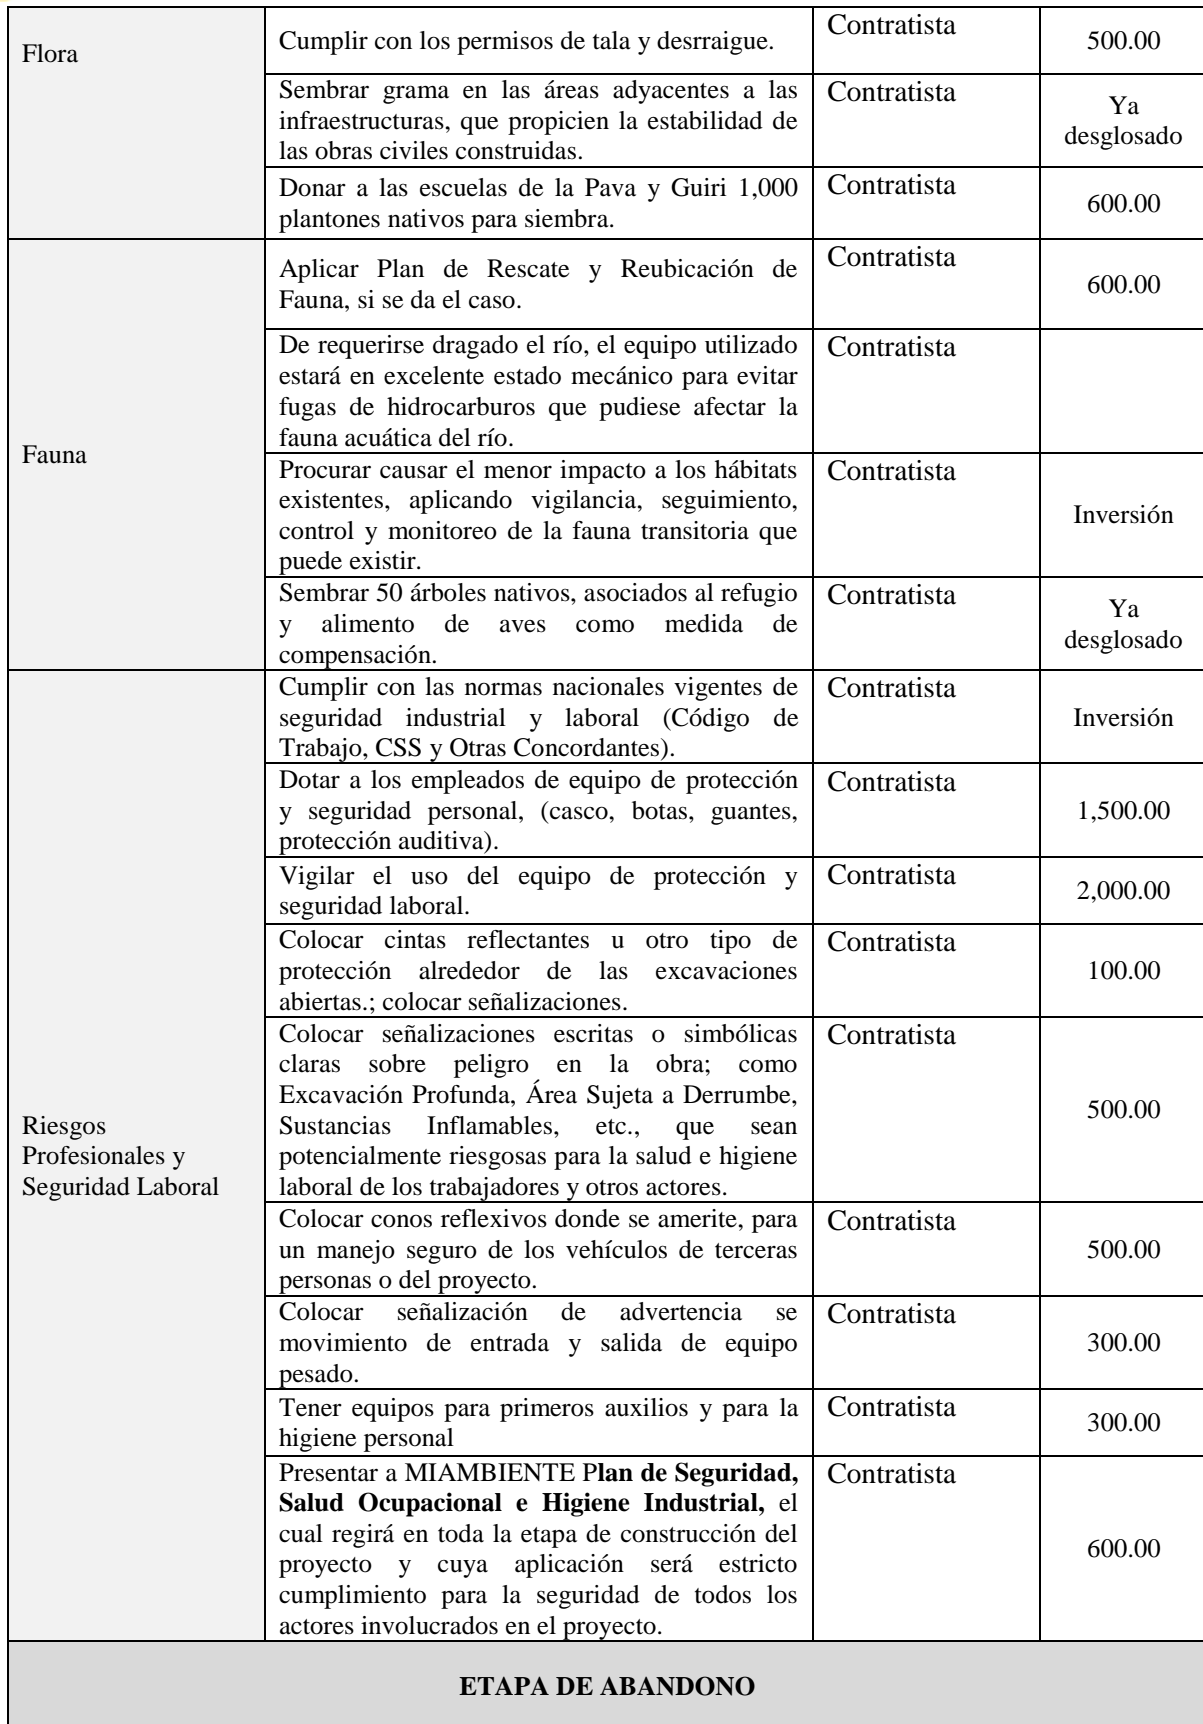 Flora
Cumplir con los permisos de tala y desrraigue.
Contratista
500.00
Sembrar grama en las áreas adyacentes a las
infraestructuras, que propicien la estabilidad de
las obras civiles construidas.
Contratista
Ya
desglosado
Donar a las escuelas de la Pava y Guiri 1,000
plantones nativos para siembra.
Contratista
600.00
Fauna
Aplicar Plan de Rescate y Reubicación de
Fauna, si se da el caso.
Contratista
600.00
De requerirse dragado el río, el equipo utilizado
estará en excelente estado mecánico para evitar
fugas de hidrocarburos que pudiese afectar la
fauna acuática del río.
Contratista
Procurar causar el menor impacto a los hábitats
existentes, aplicando vigilancia, seguimiento,
control y monitoreo de la fauna transitoria que
puede existir.
Contratista
Inversión
Sembrar 50 árboles nativos, asociados al refugio
y alimento de aves como medida de
compensación.
Contratista
Ya
desglosado
Riesgos
Profesionales y
Seguridad Laboral
Cumplir con las normas nacionales vigentes de
seguridad industrial y laboral (Código de
Trabajo, CSS y Otras Concordantes).
Contratista
Inversión
Dotar a los empleados de equipo de protección
y seguridad personal, (casco, botas, guantes,
protección auditiva).
Contratista
1,500.00
Vigilar el uso del equipo de protección y
seguridad laboral.
Contratista
2,000.00
Colocar cintas reflectantes u otro tipo de
protección alrededor de las excavaciones
abiertas.; colocar señalizaciones.
Contratista
100.00
Colocar señalizaciones escritas o simbólicas
claras sobre peligro en la obra; como
Excavación Profunda, Área Sujeta a Derrumbe,
Sustancias Inflamables, etc., que sean
potencialmente riesgosas para la salud e higiene
laboral de los trabajadores y otros actores.
Contratista
500.00
Colocar conos reflexivos donde se amerite, para
un manejo seguro de los vehículos de terceras
personas o del proyecto.
Contratista
500.00
Colocar señalización de advertencia se
movimiento de entrada y salida de equipo
pesado.
Contratista
300.00
Tener equipos para primeros auxilios y para la
higiene personal
Contratista
300.00
Presentar a MIAMBIENTE Plan de Seguridad,
Salud Ocupacional e Higiene Industrial, el
cual regirá en toda la etapa de construcción del
proyecto y cuya aplicación será estricto
cumplimiento para la seguridad de todos los
actores involucrados en el proyecto.
Contratista
600.00
ETAPA DE ABANDONO